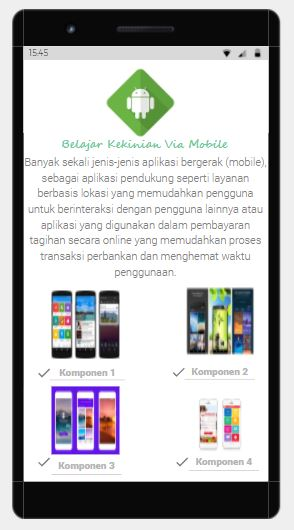 15.45
Belajar Kekinian Via Mobile
Banyak sekali jenis-jenis aplikasi bergerak (mobile),
sebagai aplikasi pendukung seperti layanan
berbasis lokasi yang memudahkan pengguna
untuk berinteraksi dengan pengguna lainnya atau
aplikasi yang digunakan dalam pembayaran
tagihan secara online yang memudahkan proses
transaksi perbankan dan menghemat waktu
penggunaan.
Komponen 1
Komponen 2
Komponen 3
Komponen 4